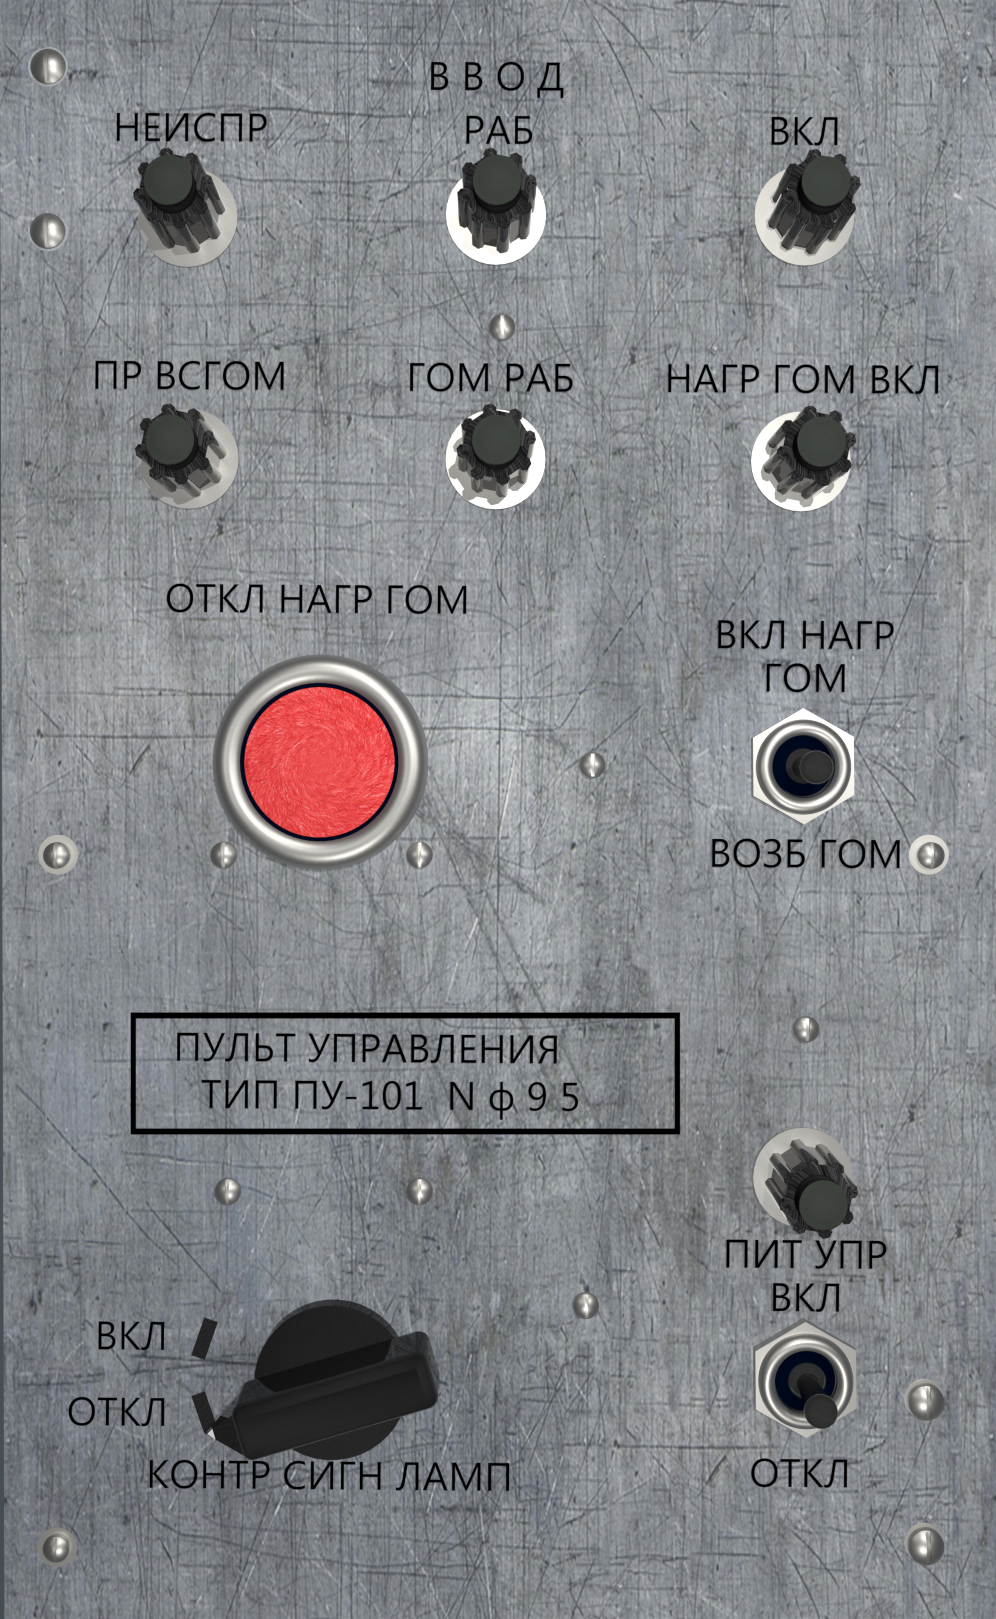 В В О Д
НЕИСПР
РАБ
ВКЛ
ПР ВСГОМ
ГОМ РАБ
НАГР ГОМ ВКЛ
ОТКЛ НАГР ГОМ
ВКЛ НАГР
ГОМ
ВОЗБ ГОМ
ПУЛЬТ УПРАВЛЕНИЯ
ТИП ПУ-101 N ф 9 5
ПИТ УПР
ВКЛ
ОТКЛ
ВКЛ
ОТКЛ
КОНТР СИГН ЛАМП